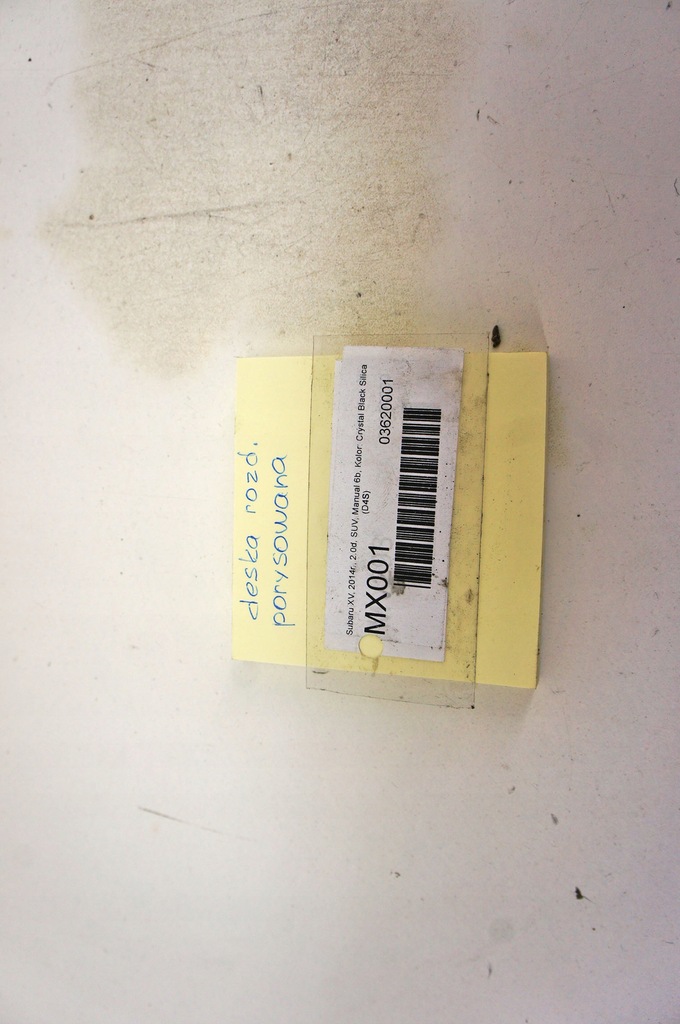 deska rozd.
porysowana
Subaru XV, 2014r., 2.0d, SUV, Manual 6b, Kolor: Crystal Black Silica
(D4S)
MX001 03620001